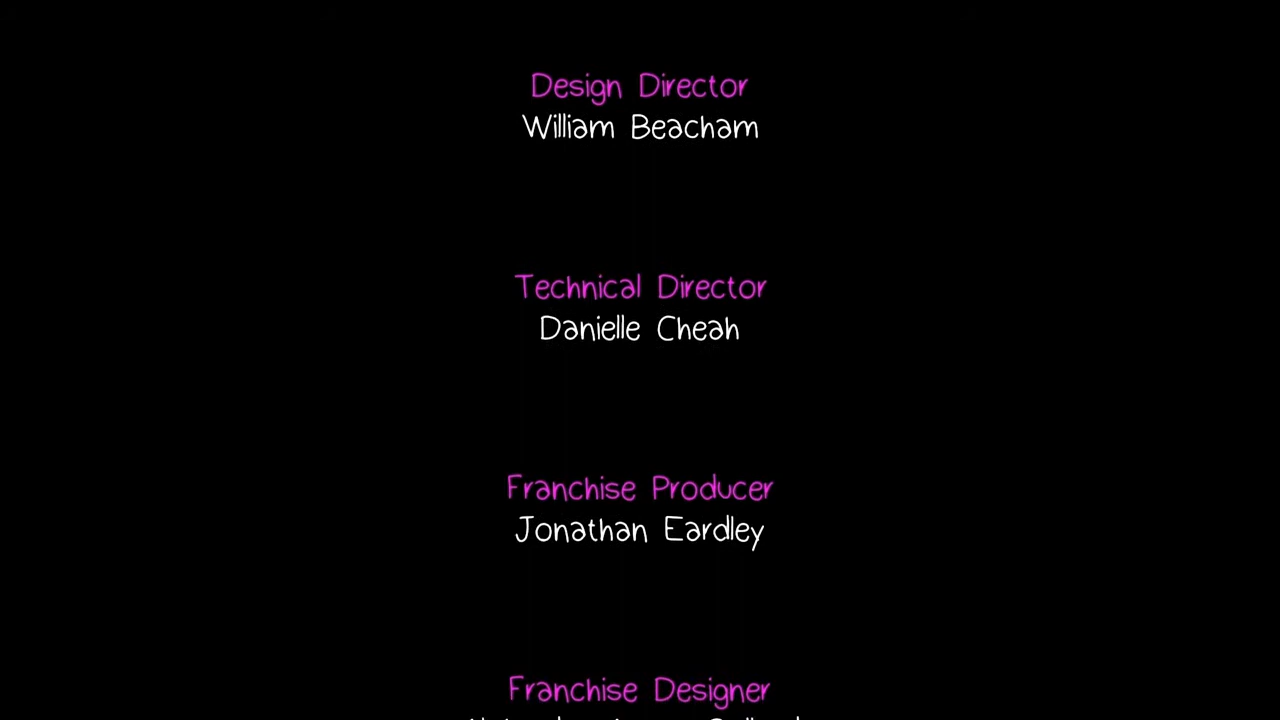 Design Director
William Beacham
Technical Director
Danielle Cheah
Franchise Producer
Jonathan Eardley
Franchise Designer